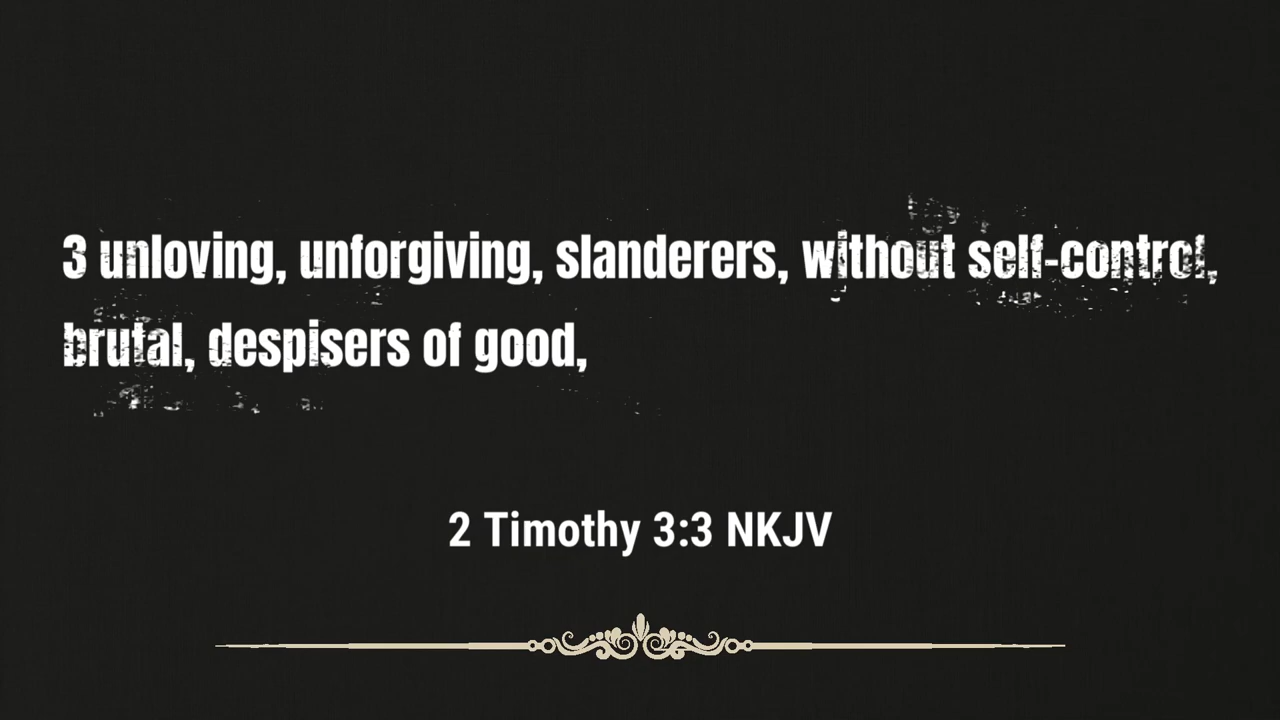 3 unloving, unforgiving, slanderers, without self-control,
brutal, despisers of good,
2 Timothy 3:3 NKJV